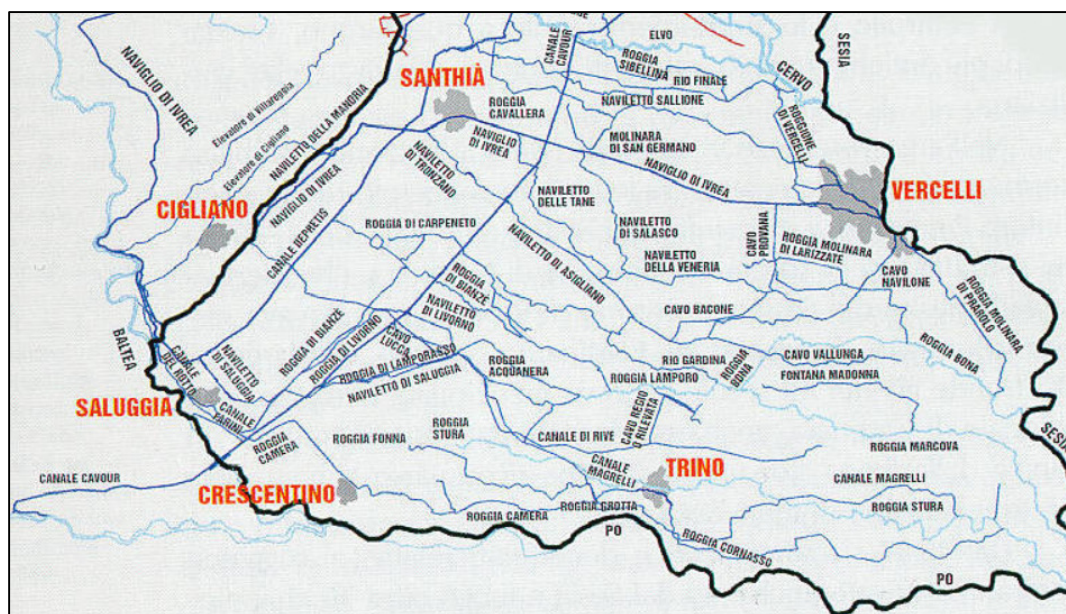 ELVO
SESIA
CANALE
CAVOUR
ROGGIA
SIBELLINA
CERVO
RIO FINALE
SANTHIÀ
NAVIGLIO DI IVREA
ROGGIA
CAVALLERA
NAVILETTO SALLIONE
Elevatore di Villareggia
NAVILETTO DELLA MANDRIA
ROGGIONE
DI VERCELLI
MOLINARA
DI SAN GERMANO
NAVIGLIO
DI IVREA
Elevatore di Cigliano
NAVILETTO
DI TRONZANO
NAVIGLIO DI IVREA
VERCELLI
NAVIGLIO DI IVREA
NAVILETTO
DELLE TANE
CIGLIANO
ROGGIA DI CARPENETO
NAVILETTO
DI SALASCO
CAVO
PROVANA
ROGGIA MOLINARA
DI LARIZZATE
CANALE DEPRETIS
NAVILETTO DI ASIGLIANO
NAVILETTO
DELLA VENERIA
CAVO
NAVILONE
ROGGIA MOLINARA
DI PRAROLO
ROGGIA
DI BIANZÈ
NAVILETTO
DI LIVORNO
CAVO BACONE
BALTEA
ROGGIA DI BIANZÈ
ROGGIA DI LIVORNO
CAVO
LUCCA
ROGGIA DI LAMPORASSO
NAVILETTO DI SALUGGIA
CANALE
DEL ROTTO
NAVILETTO
DI SALUGGIA
ROGGIA
ACQUANERA
RIO GARDINA
ROGGIA
BONA
CAVO VALLUNGA
ROGGIA BONA
ROGGIA LAMPORO
FONTANA MADONNA
SALUGGIA
CANALE
FARINI
ROGGIA
CAMERA
ROGGIA FONNA
ROGGIA
STURA
CANALE DI RIVE
CAVO REGIO
O RILEVATA
SESIA
ROGGIA MARCOVA
CANALE CAVOUR
CANALE
MAGRELLI
TRINO
CANALE MAGRELLI
CRESCENTINO
ROGGIA CAMERA
ROGGIA GROTTA
ROGGIA STURA
PO
ROGGIA CORNASSO
PO